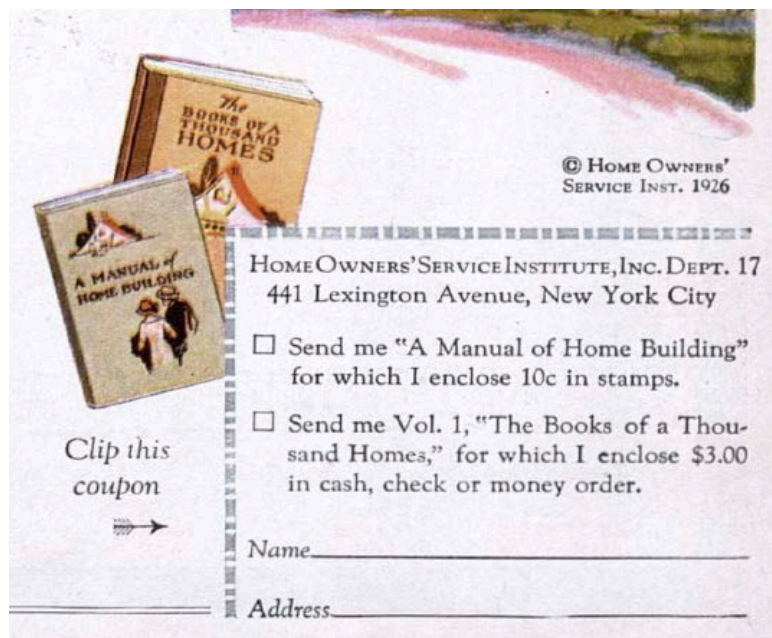 The
BOOKS OF A
THOUSAND
HOMES
A MANUAL of
HOME BUILDING
© HOME OWNERS'
SERVICE INST. 1926
HOME OWNERS' SERVICE INSTITUTE, INC. DEPT. 17
441 Lexington Avenue, New York City
☐ Send me "A Manual of Home Building"
for which I enclose 10c in stamps.
☐ Send me Vol. 1, "The Books of a Thou-
sand Homes," for which I enclose $3.00
in cash, check or money order.
Clip this
coupon
Name
Address